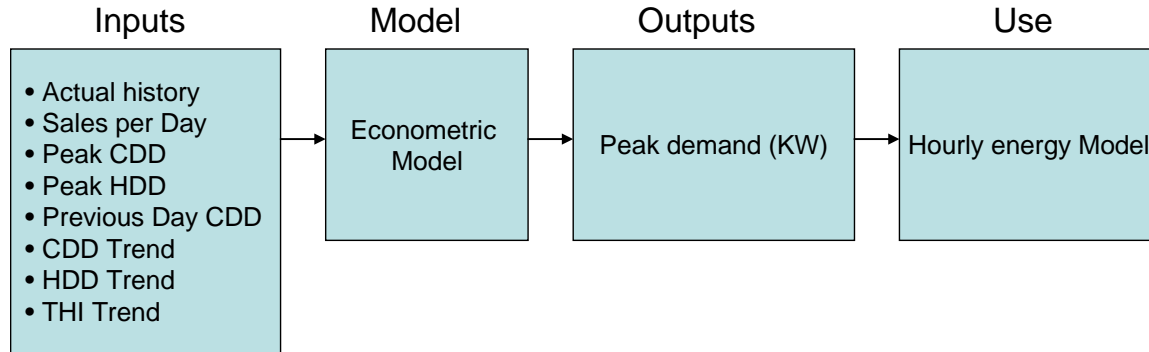 Inputs
Model
Outputs
Use
• Actual history
• Sales per Day
• Peak CDD
• Peak HDD
• Previous Day CDD
• CDD Trend
• HDD Trend
• THI Trend
Econometric
Model
Peak demand (KW)
Hourly energy Model